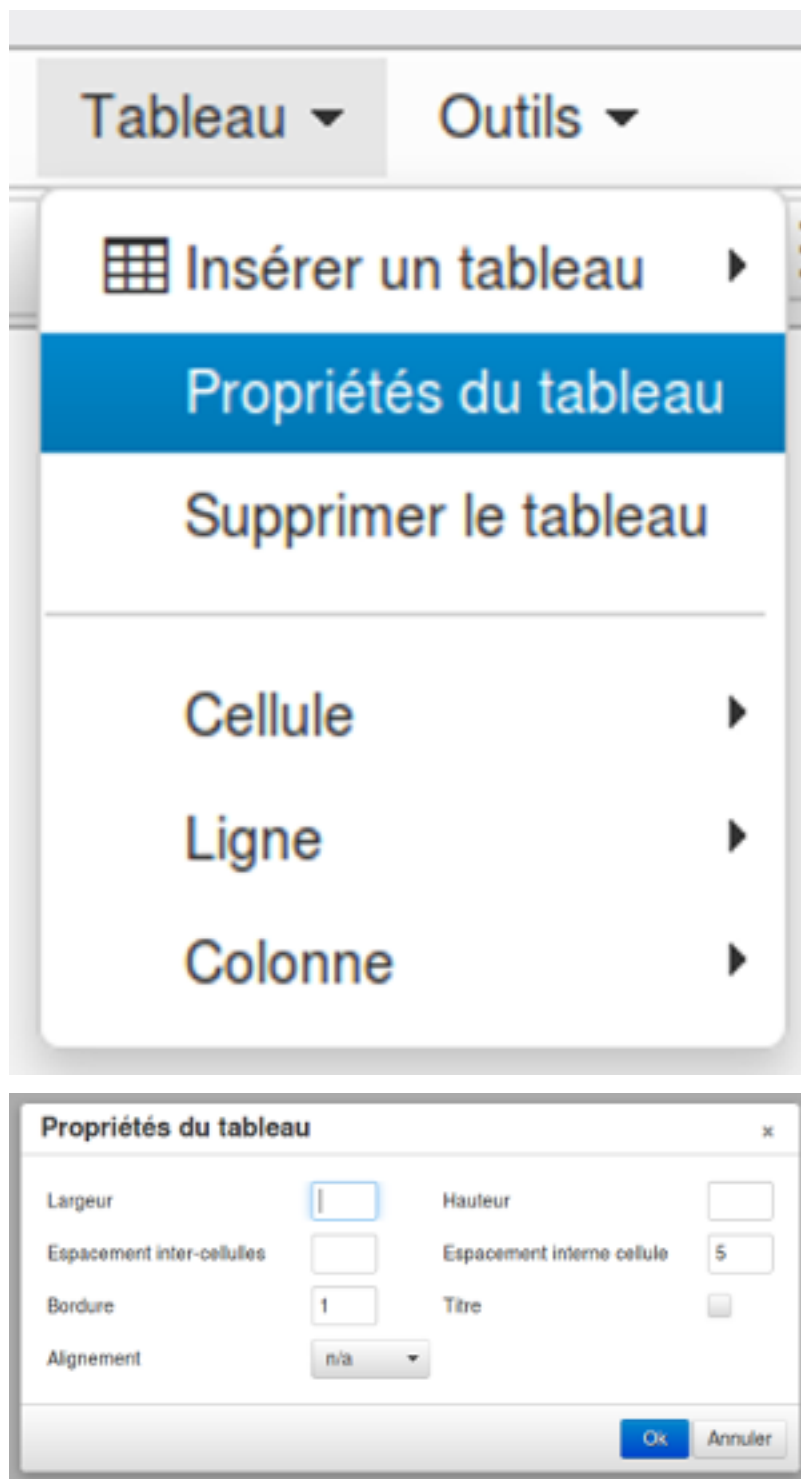 Tableau Outils
Insérer un tableau
Propriétés du tableau
Supprimer le tableau
Cellule
Ligne
Colonne
Propriétés du tableau ×
Largeur Hauteur
Espacement inter-cellulles Espacement interne cellule 5
Bordure 1 Titre
Alignement n/a
Ok Annuler